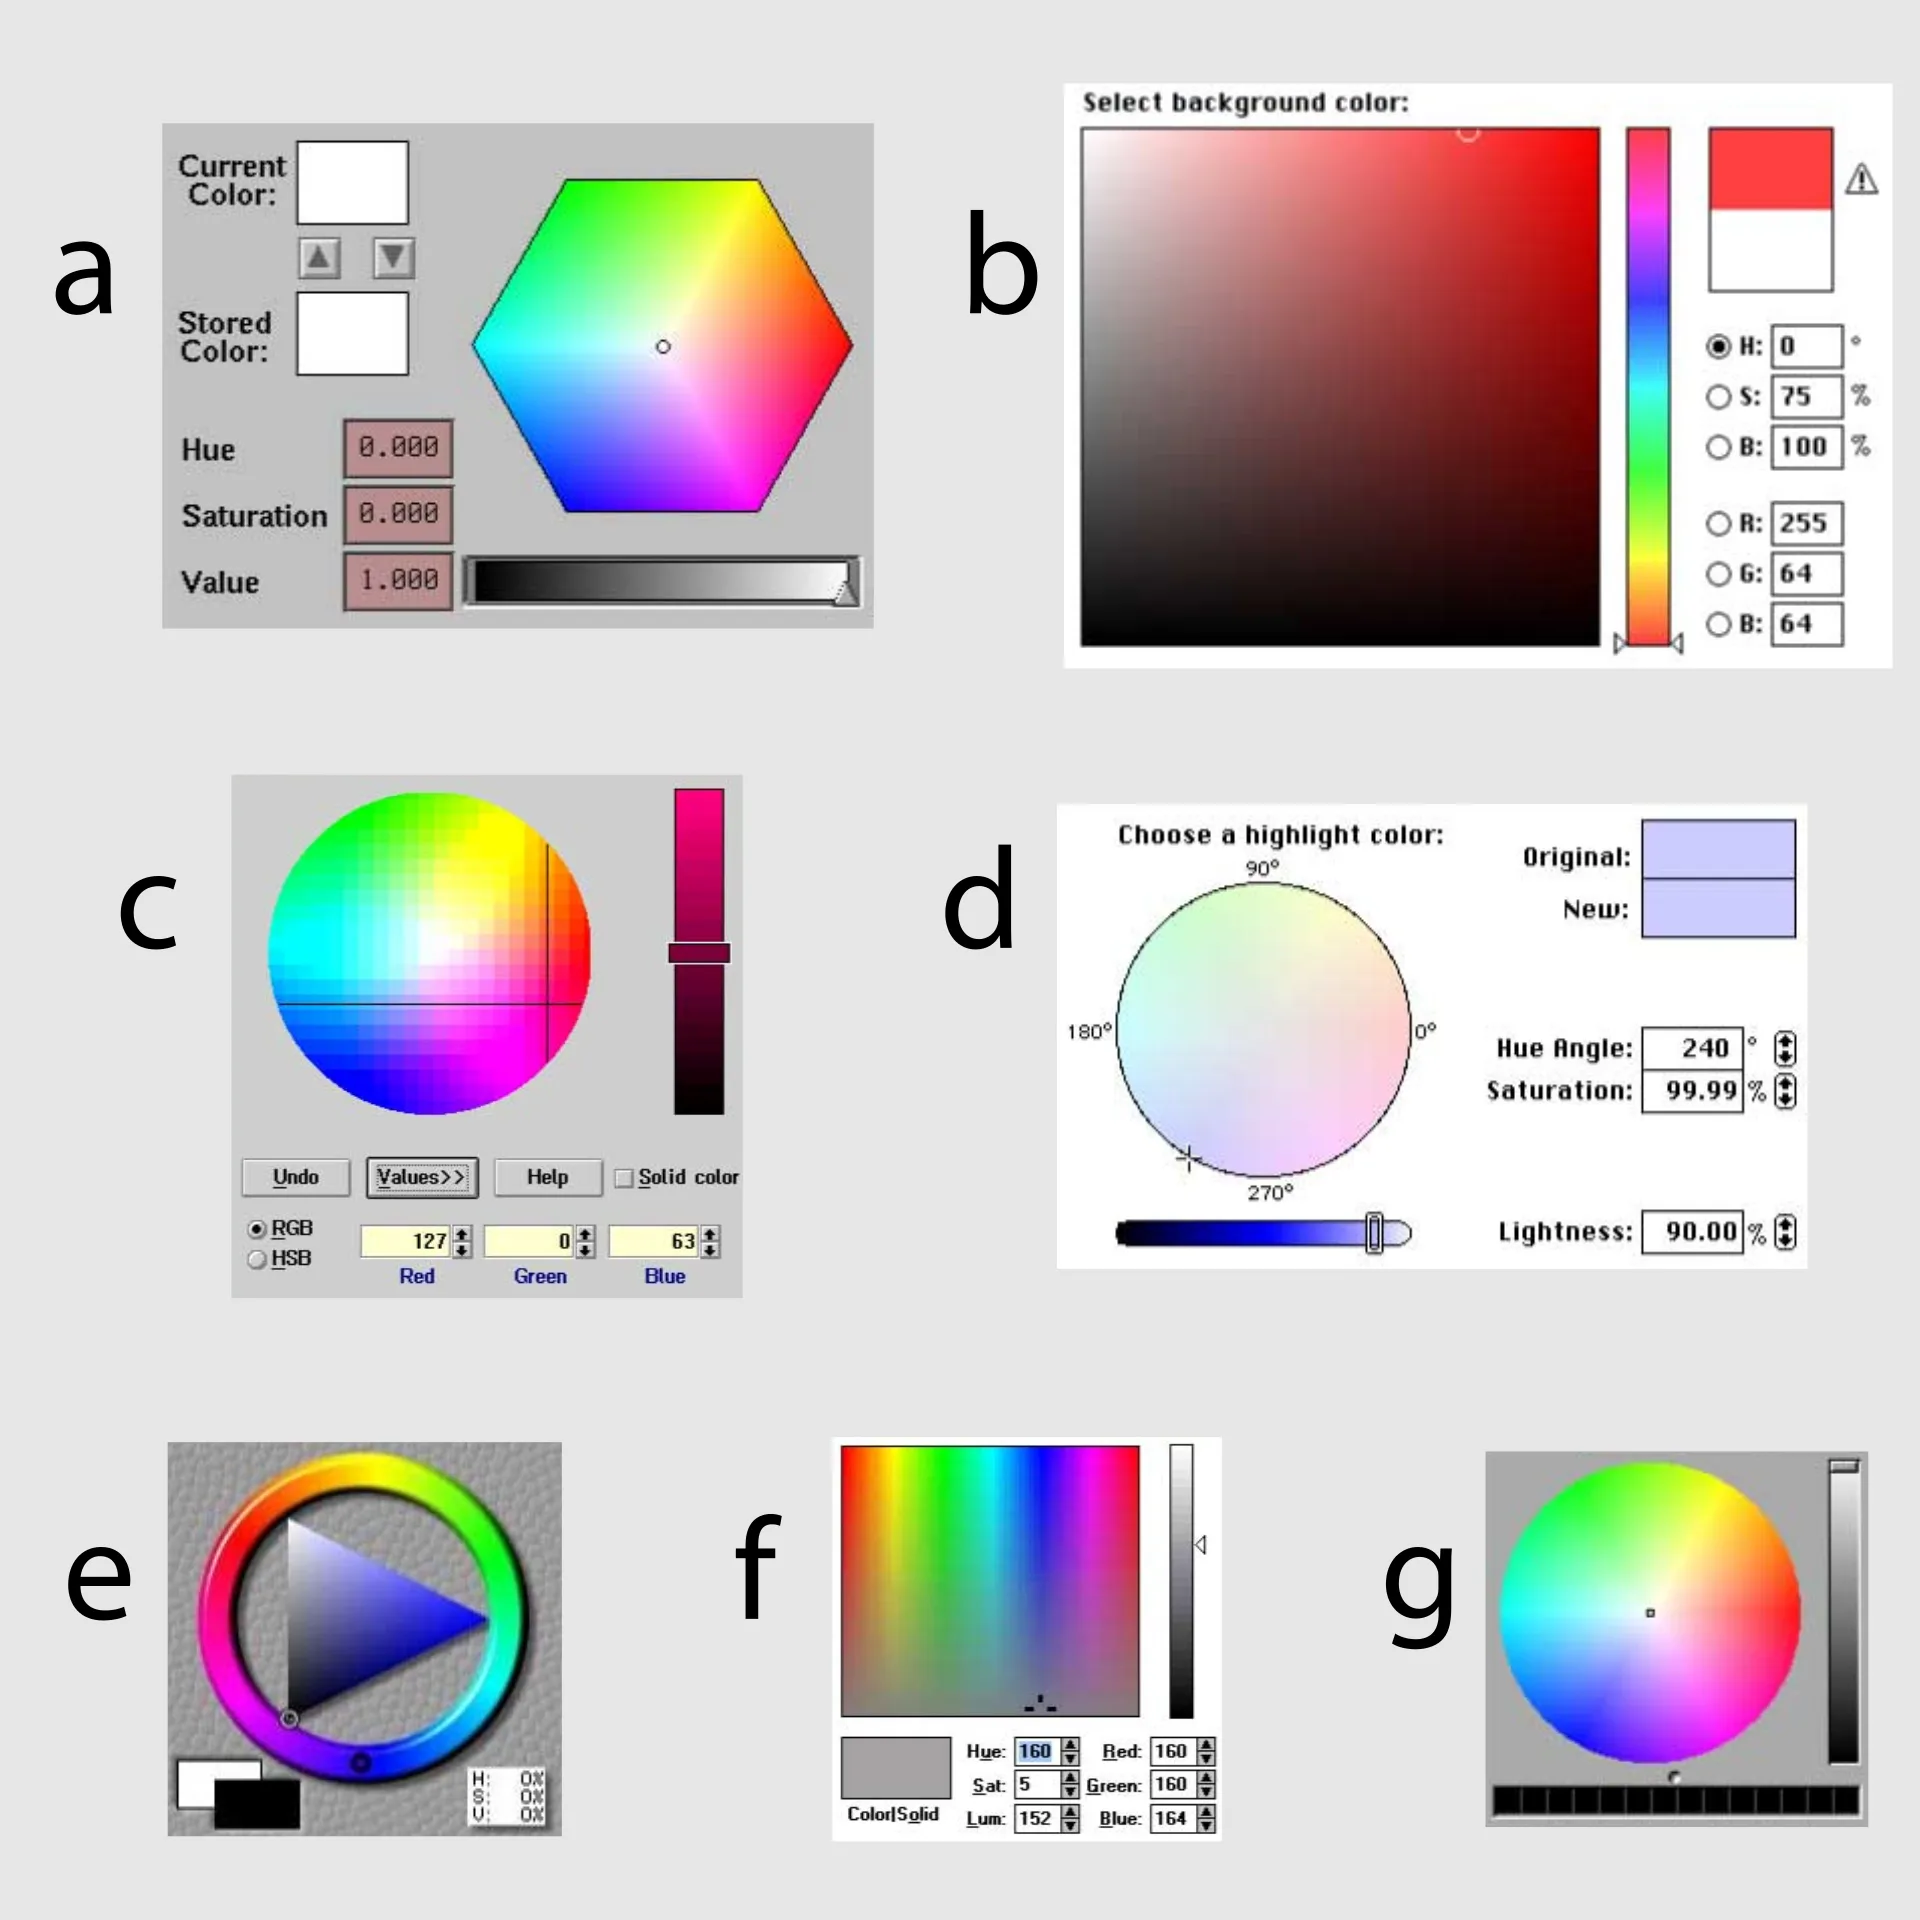 a
Current
Color:
Stored
Color:
Hue 0.000
Saturation 0.000
Value 1.000
b
Select background color:
H: 0 °
S: 75 %
B: 100 %
R: 255
G: 64
B: 64
c
Undo Values>> Help Solid color
RGB
HSB
127 0 63
Red Green Blue
d
Choose a highlight color:
90°
180° 0°
270°
Original:
New:
Hue Angle: 240 °
Saturation: 99.99 %
Lightness: 90.00 %
e
H: 0%
S: 0%
V: 0%
f
Hue: 160 Red: 160
Sat: 5 Green: 160
Color|Solid Lum: 152 Blue: 164
g